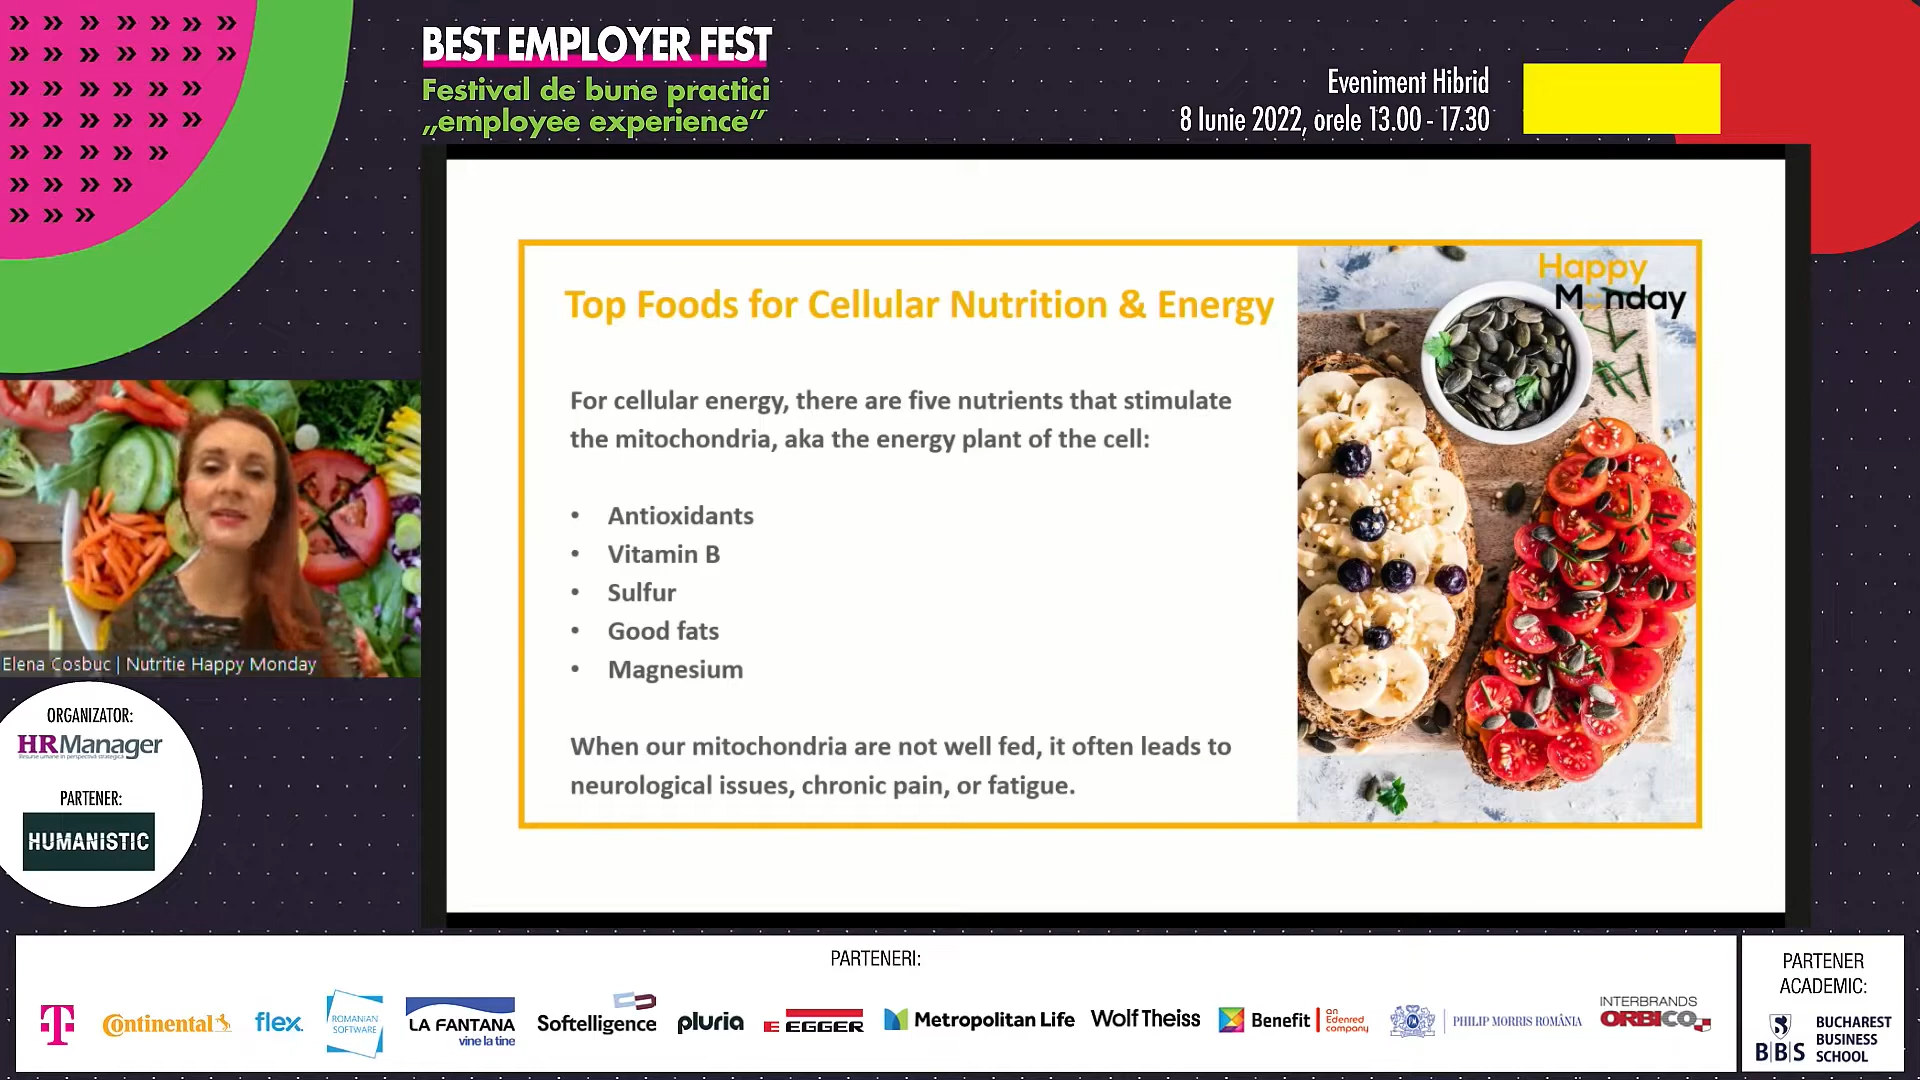 BEST EMPLOYER FEST
Festival de bune practici
„employee experience”
Eveniment Hibrid
8 Iunie 2022, orele 13.00 - 17.30
Happy
Monday
Top Foods for Cellular Nutrition & Energy
For cellular energy, there are five nutrients that stimulate
the mitochondria, aka the energy plant of the cell:
• Antioxidants
• Vitamin B
• Sulfur
• Good fats
• Magnesium
When our mitochondria are not well fed, it often leads to
neurological issues, chronic pain, or fatigue.
Elena Cosbuc | Nutritie Happy Monday
ORGANIZATOR:
HRManager
PARTENER:
HUMANISTIC
PARTENERI:
T
Continental
flex.
ROMANIAN
SOFTWARE
LA FANTANA
vine la tine
Softelligence
pluria
E EGGER
Metropolitan Life
Wolf Theiss
Benefit
an
Edenred
company
PHILIP MORRIS ROMÂNIA
INTERBRANDS
ORBICO
PARTENER
ACADEMIC:
BBS
BUCHAREST
BUSINESS
SCHOOL